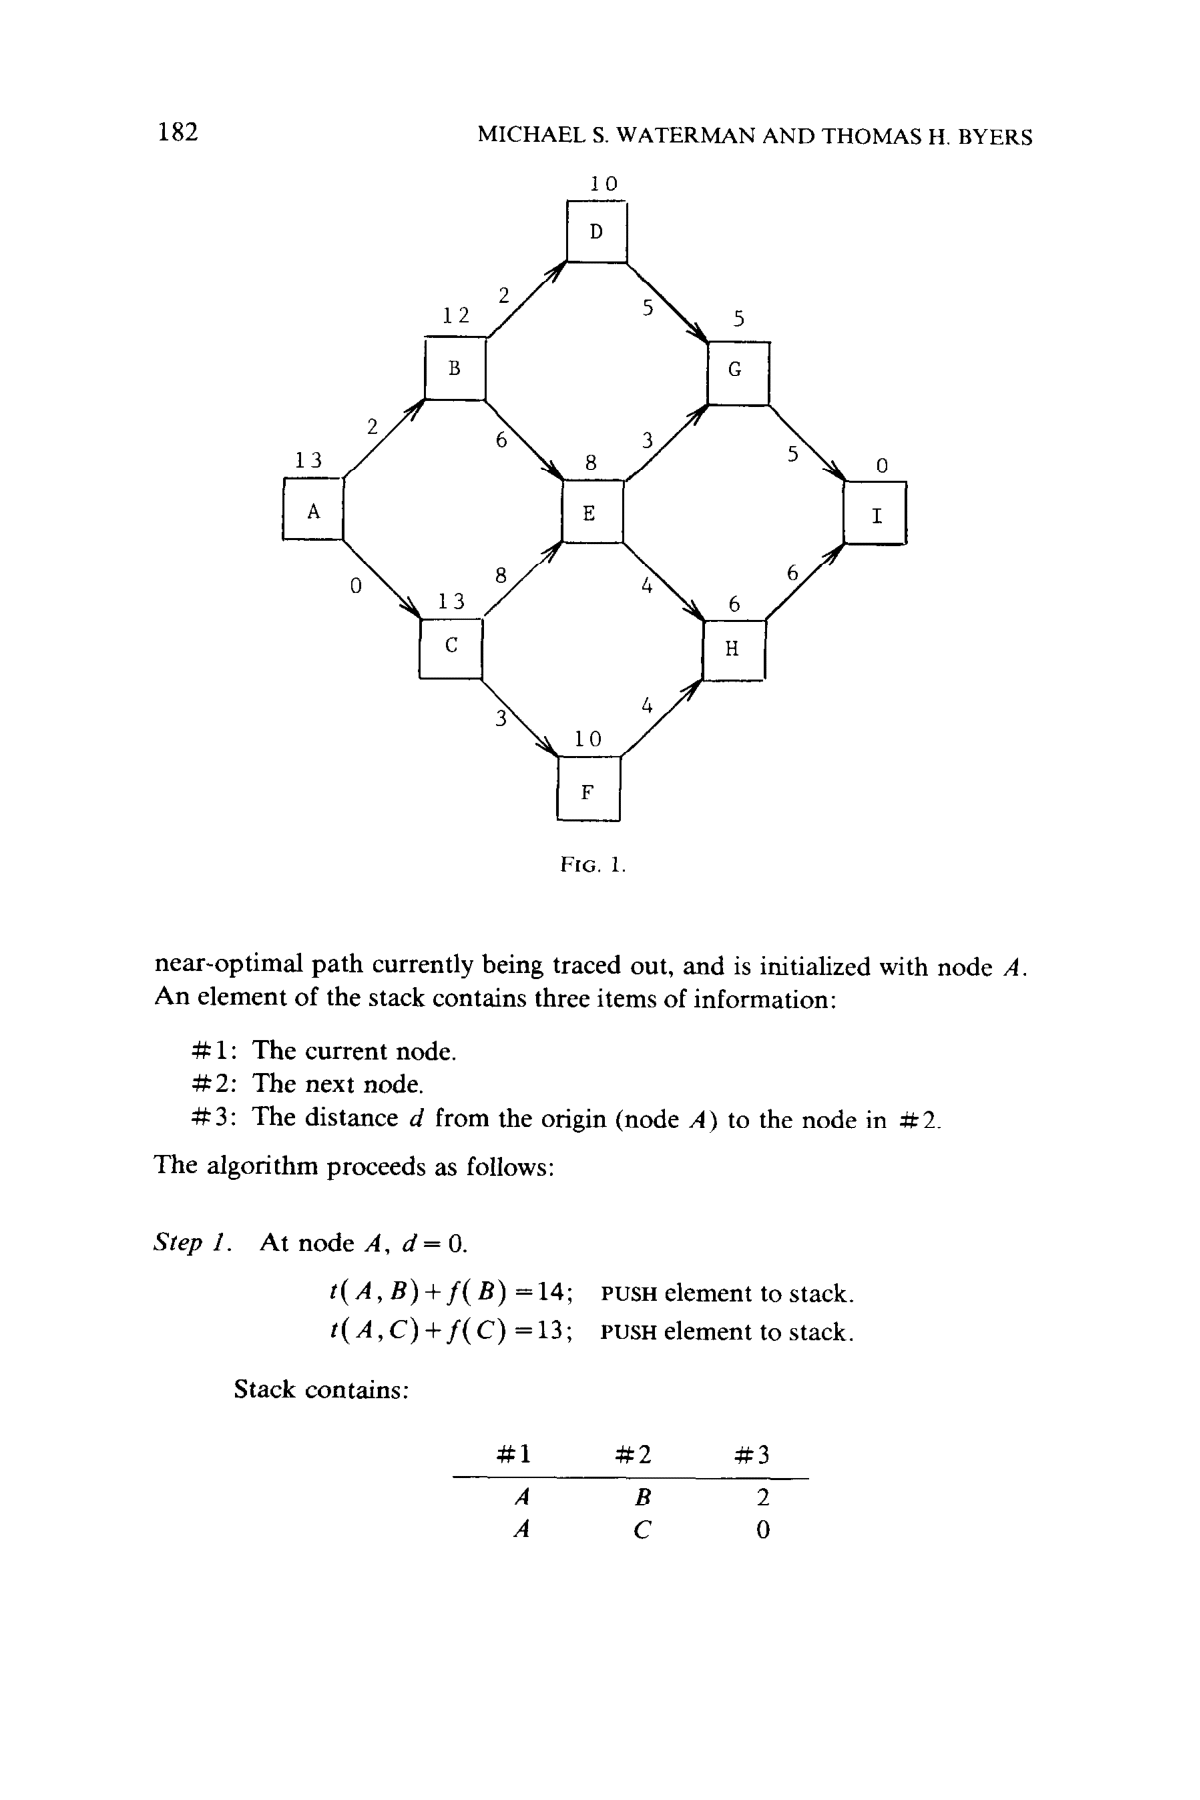 182
MICHAEL S. WATERMAN AND THOMAS H. BYERS
10
D
2
5
12
5
B
G
2
6
3
5
13
8
0
A
E
I
0
8
4
6
13
6
C
H
3
4
10
F
FIG. 1.
near-optimal path currently being traced out, and is initialized with node A.
An element of the stack contains three items of information:
#1: The current node.
#2: The next node.
#3: The distance d from the origin (node A) to the node in #2.
The algorithm proceeds as follows:
Step 1. At node A, d = 0.
t(A, B) + f(B) = 14; PUSH element to stack.
t(A, C) + f(C) = 13; PUSH element to stack.
Stack contains:
#1 #2 #3
A B 2
A C 0